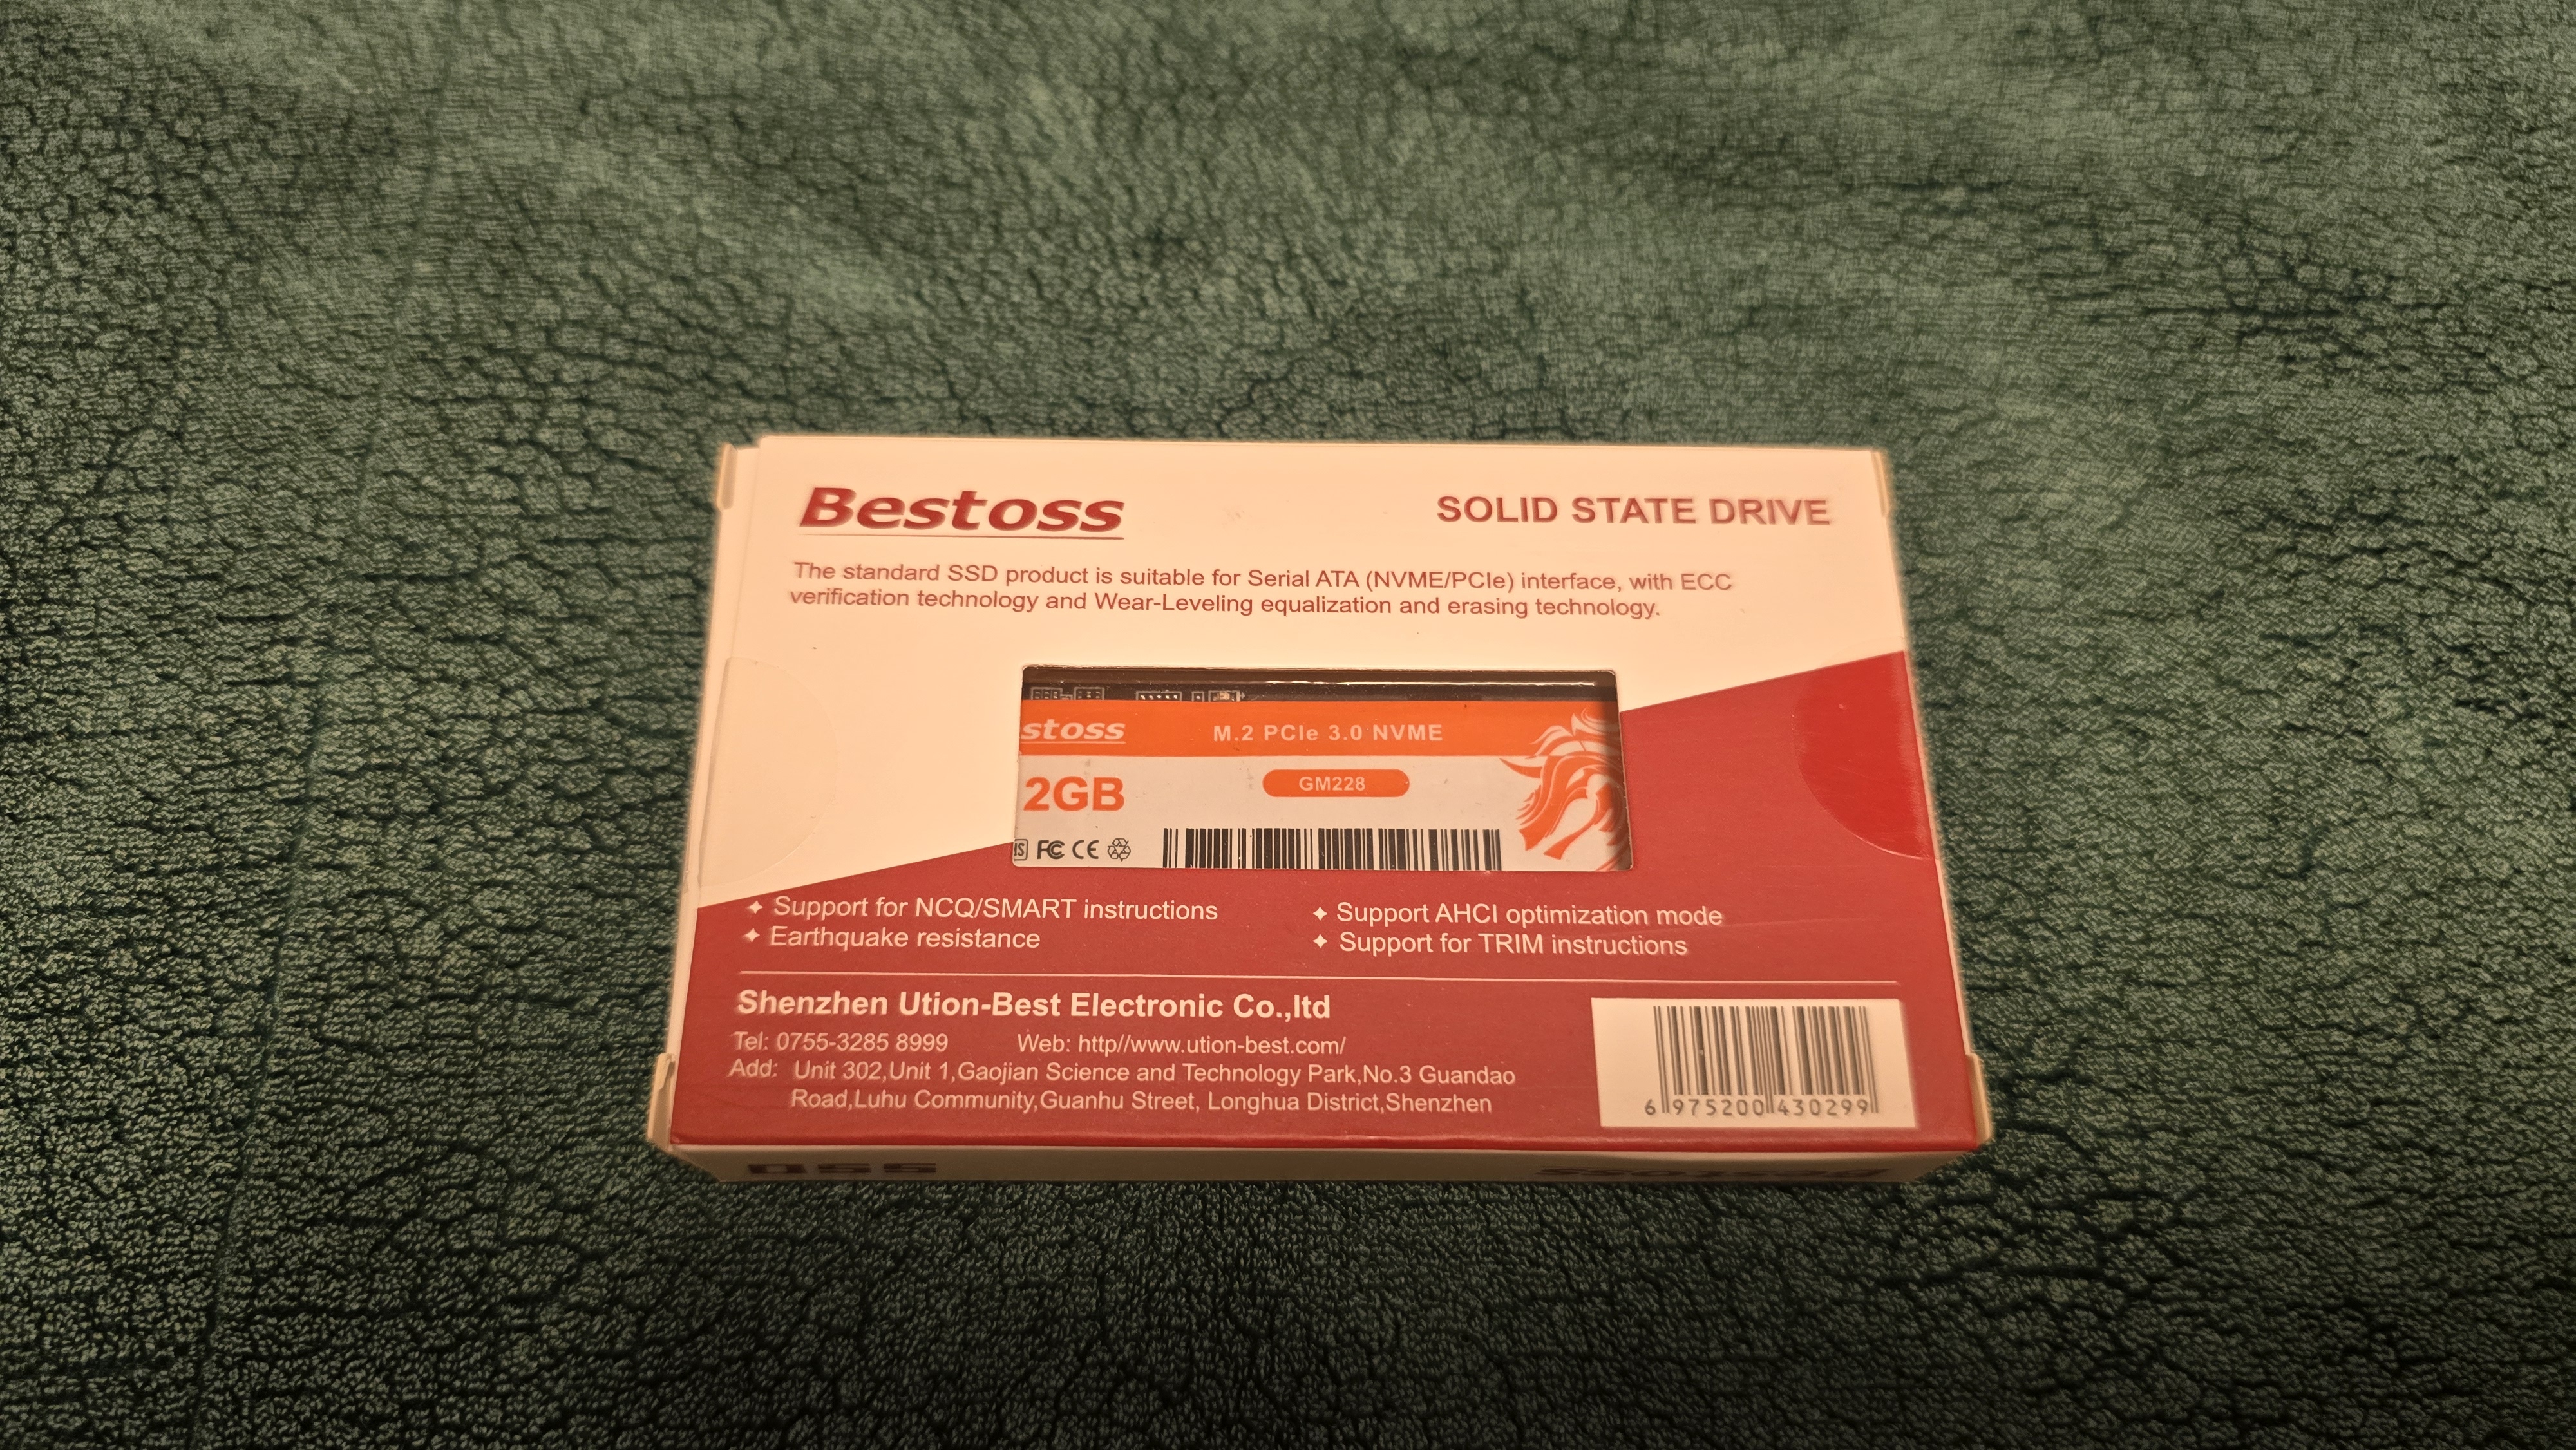 Bestoss
SOLID STATE DRIVE
The standard SSD product is suitable for Serial ATA (NVME/PCIe) interface, with ECC
verification technology and Wear-Leveling equalization and erasing technology.
stoss
M.2 PCIe 3.0 NVME
2GB
GM228
FC CE
✦ Support for NCQ/SMART instructions
✦ Earthquake resistance
✦ Support AHCI optimization mode
✦ Support for TRIM instructions
Shenzhen Ution-Best Electronic Co.,ltd
Tel: 0755-3285 8999 Web: http//www.ution-best.com/
Add: Unit 302,Unit 1,Gaojian Science and Technology Park,No.3 Guandao
Road,Luhu Community,Guanhu Street, Longhua District,Shenzhen
6 975200 430299
SSD
Bestoss